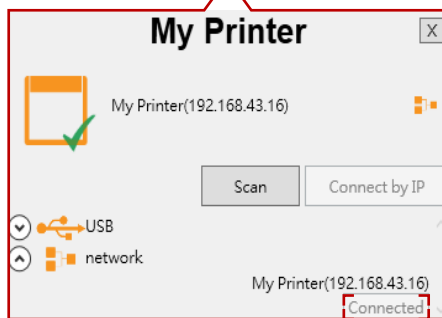 My Printer
X
My Printer(192.168.43.16)
Scan
Connect by IP
USB
network
My Printer(192.168.43.16)
Connected